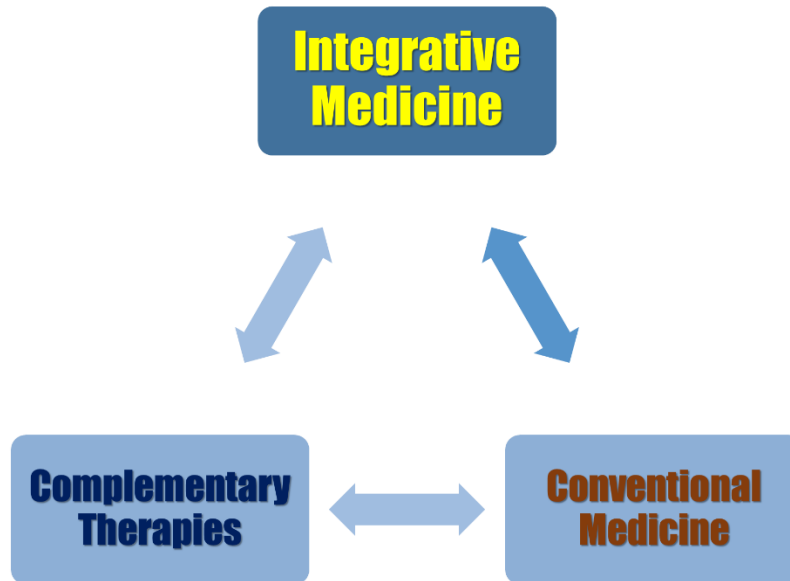 Integrative
Medicine
Complementary
Therapies
Conventional
Medicine